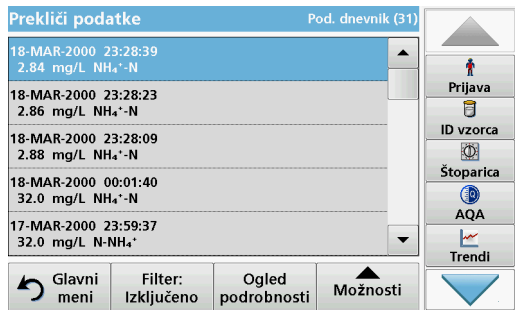 Prekliči podatke
Pod. dnevnik (31)
18-MAR-2000 23:28:39
2.84 mg/L NH₄⁺-N
18-MAR-2000 23:28:23
2.86 mg/L NH₄⁺-N
18-MAR-2000 23:28:09
2.88 mg/L NH₄⁺-N
18-MAR-2000 00:01:40
32.0 mg/L NH₄⁺-N
17-MAR-2000 23:59:37
32.0 mg/L N-NH₄⁺
Prijava
ID vzorca
Štoparica
AQA
Trendi
Glavni
meni
Filter:
Izključeno
Ogled
podrobnosti
Možnosti